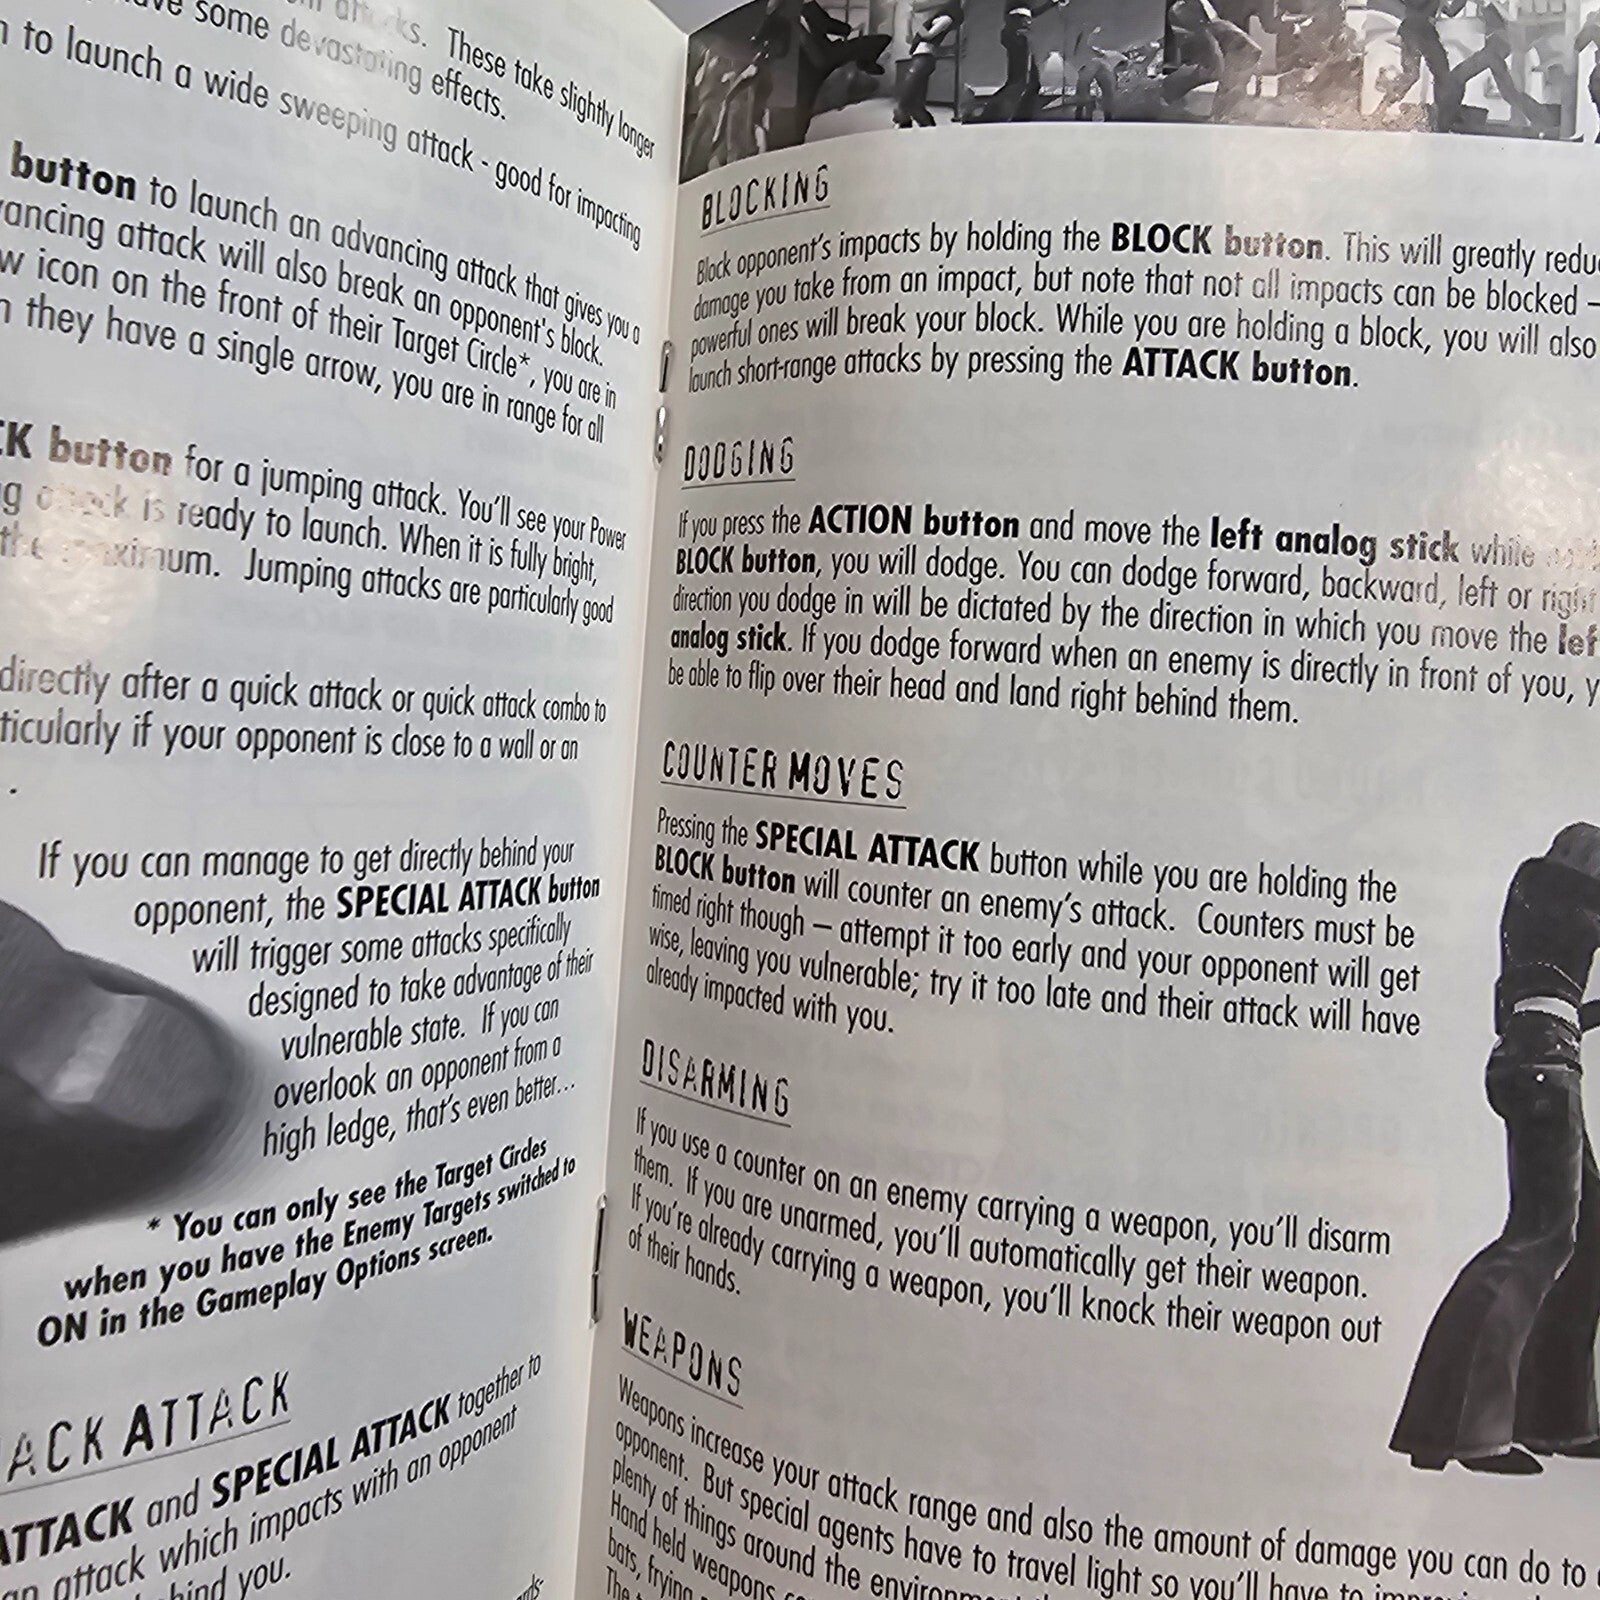 attacks. These take slightly longer
some devastating effects.
to launch a wide sweeping attack - good for impacting
button to launch an advancing attack that gives you a
attack will also break an opponent's block.
icon on the front of their Target Circle*, you are in
they have a single arrow, you are in range for all
button for a jumping attack. You'll see your Power
attack is ready to launch. When it is fully bright,
the maximum. Jumping attacks are particularly good
directly after a quick attack or quick attack combo to
if your opponent is close to a wall or an
.
If you can manage to get directly behind your
opponent, the SPECIAL ATTACK button
will trigger some attacks specifically
designed to take advantage of their
vulnerable state. If you can
overlook an opponent from a
high ledge, that's even better...
* You can only see the Target Circles
when you have the Enemy Targets switched to
ON in the Gameplay Options screen.
ACK ATTACK
ATTACK and SPECIAL ATTACK together to
an attack which impacts with an opponent
you.
BLOCKING
Block opponent's impacts by holding the BLOCK button. This will greatly
damage you take from an impact, but note that not all impacts can be blocked –
powerful ones will break your block. While you are holding a block, you will also
launch short-range attacks by pressing the ATTACK button.
DODGING
If you press the ACTION button and move the left analog stick while
BLOCK button, you will dodge. You can dodge forward, backward, left or right
direction you dodge in will be dictated by the direction in which you move the
analog stick. If you dodge forward when an enemy is directly in front of you,
be able to flip over their head and land right behind them.
COUNTER MOVES
Pressing the SPECIAL ATTACK button while you are holding the
BLOCK button will counter an enemy's attack. Counters must be
timed right though – attempt it too early and your opponent will get
wise, leaving you vulnerable; try it too late and their attack will have
already impacted with you.
DISARMING
If you use a counter on an enemy carrying a weapon, you'll disarm
them. If you are unarmed, you'll automatically get their weapon.
If you're already carrying a weapon, you'll knock their weapon out
of their hands.
WEAPONS
Weapons increase your attack range and also the amount of damage you can do to
opponent. But special agents have to travel light so you'll have to
plenty of things around the environment
Hand held weapons
bats, frying
The